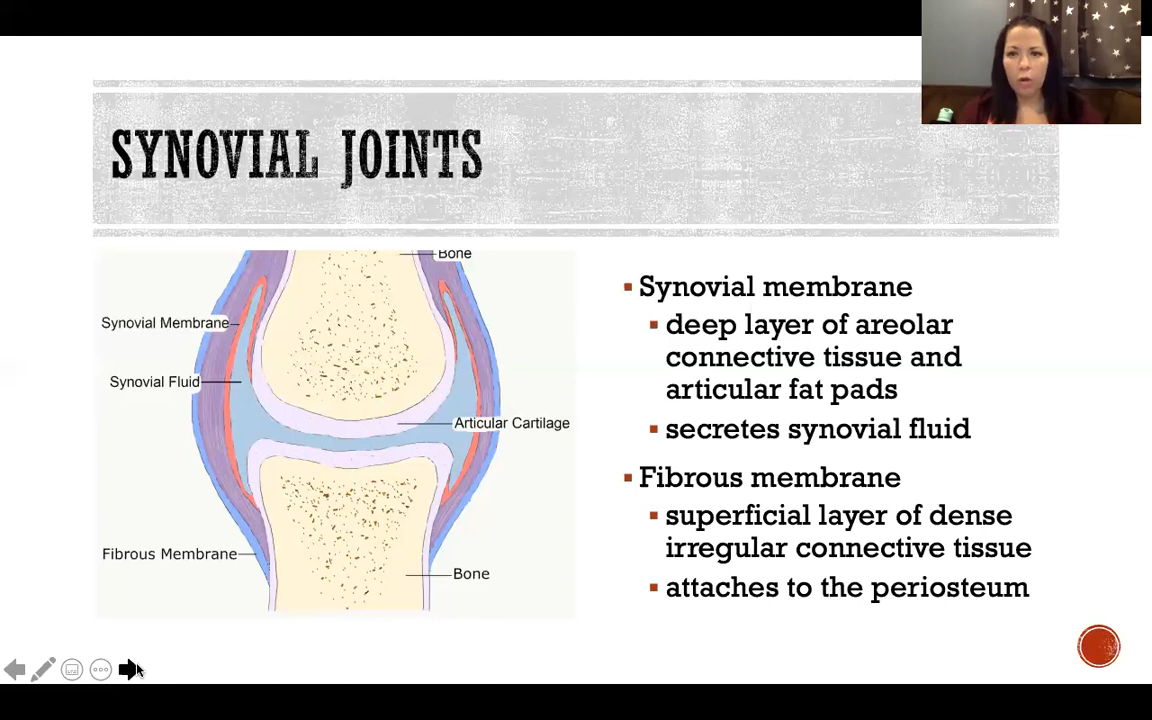 SYNOVIAL JOINTS
Bone
Synovial Membrane
Synovial Fluid
Articular Cartilage
Fibrous Membrane
Bone
▪ Synovial membrane
▪ deep layer of areolar
connective tissue and
articular fat pads
▪ secretes synovial fluid
▪ Fibrous membrane
▪ superficial layer of dense
irregular connective tissue
▪ attaches to the periosteum